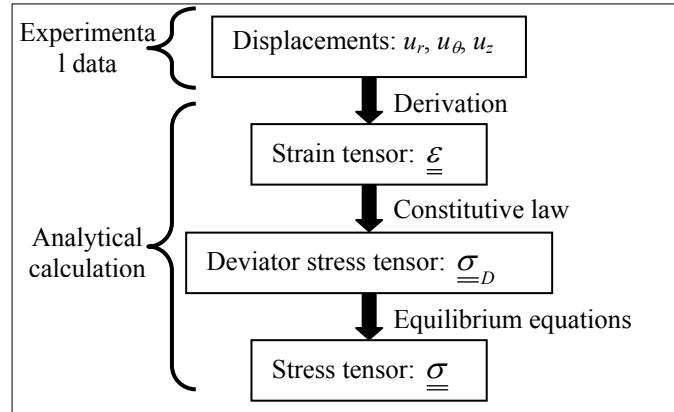 Experimenta
l data
Displacements: u_r, u_θ, u_z
Derivation
Strain tensor: ε
Constitutive law
Analytical
calculation
Deviator stress tensor: σ_D
Equilibrium equations
Stress tensor: σ